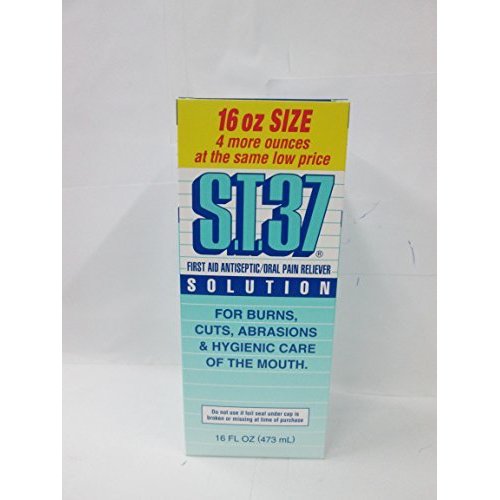 16 oz SIZE
4 more ounces
at the same low price
S.T.37®
FIRST AID ANTISEPTIC/ORAL PAIN RELIEVER
SOLUTION
FOR BURNS,
CUTS, ABRASIONS
& HYGIENIC CARE
OF THE MOUTH.
Do not use if foil seal under cap is
broken or missing at time of purchase
16 FL OZ (473 mL)